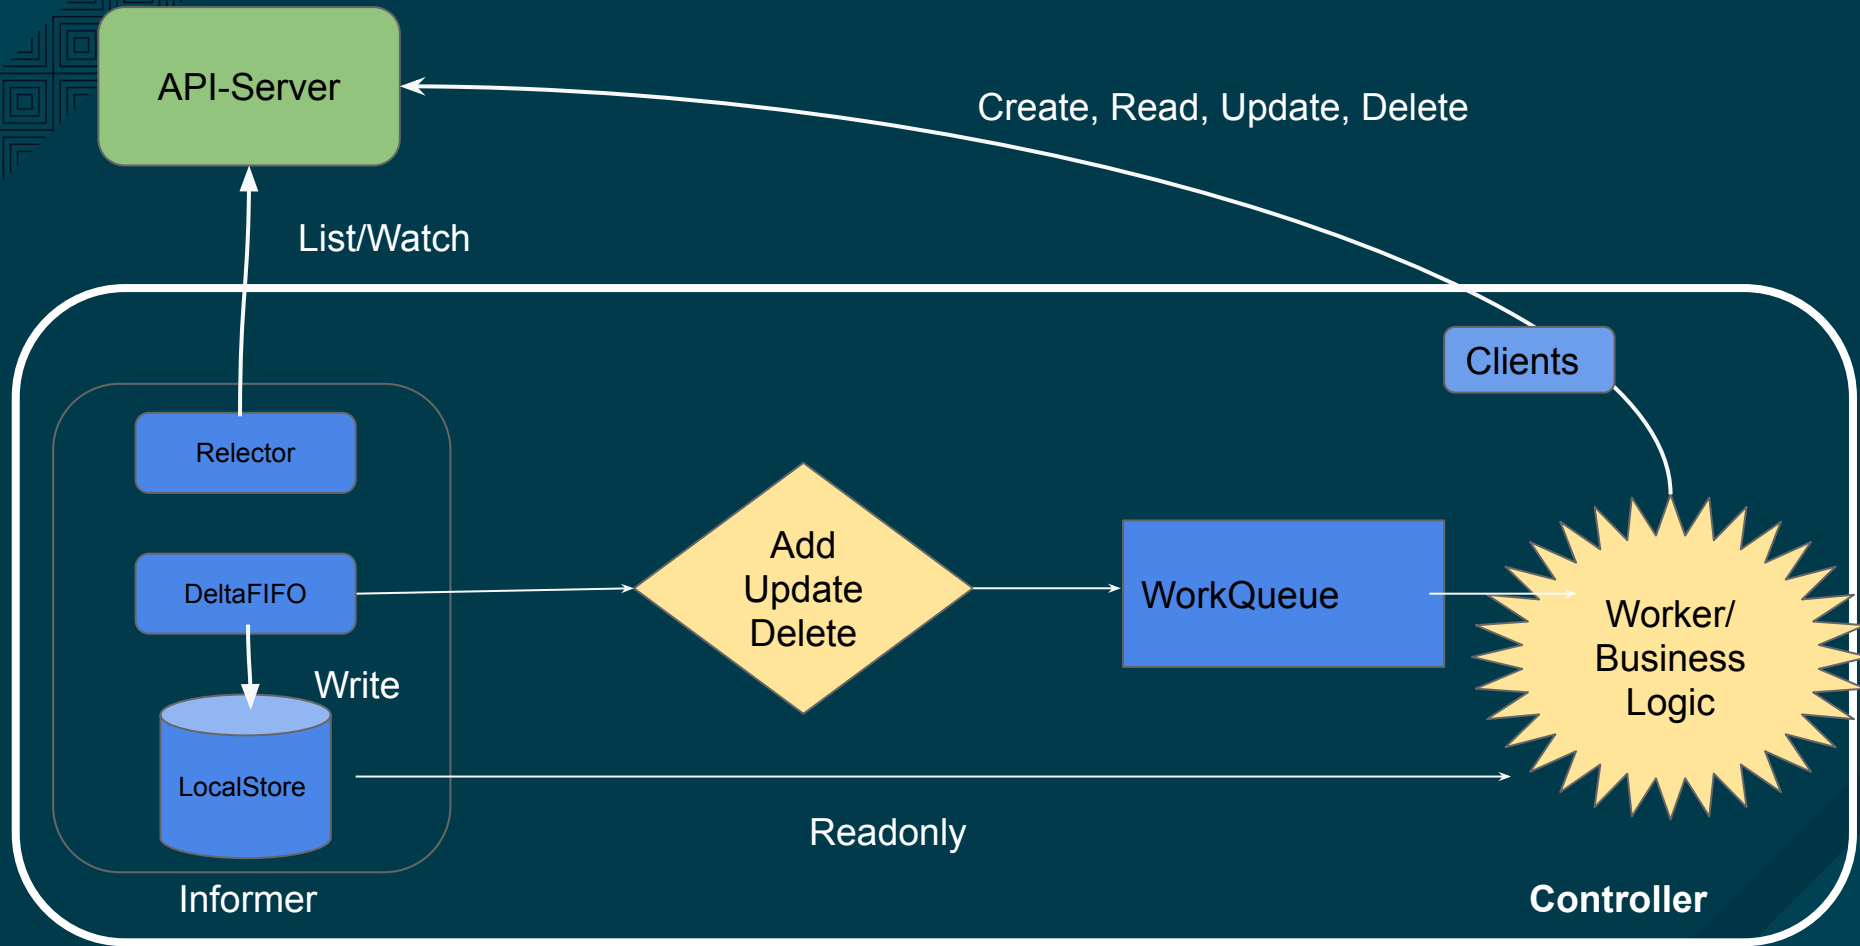 API-Server
Create, Read, Update, Delete
List/Watch
Clients
Relector
Add
Update
Delete
DeltaFIFO
WorkQueue
Worker/
Business
Logic
Write
LocalStore
Readonly
Informer
Controller